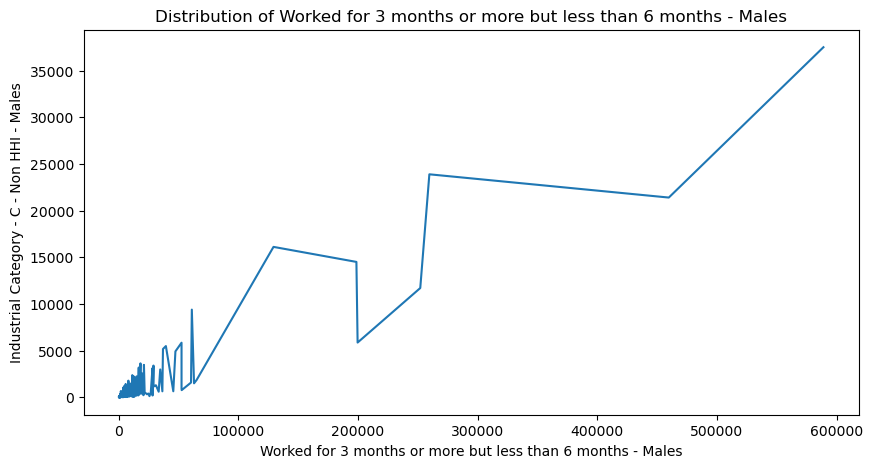 Distribution of Worked for 3 months or more but less than 6 months - Males
Industrial Category - C - Non HHI - Males
35000
30000
25000
20000
15000
10000
5000
0
0 100000 200000 300000 400000 500000 600000
Worked for 3 months or more but less than 6 months - Males